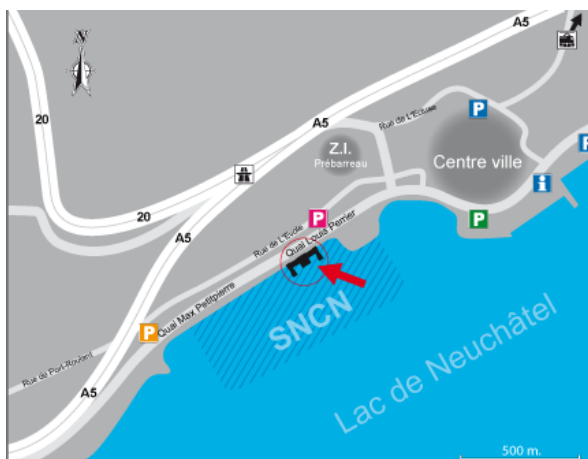 A5
N
20
A5
Rue de L'Ecluse
P
Z.I.
Prébarreau
Centre ville
P
i
20
A5
P
P
Rue de L'Evole
Quai Louis Perrier
SNCN
P
Quai Max Petitpierre
Lac de Neuchâtel
Rue de Port-Roulant
A5
500 m.